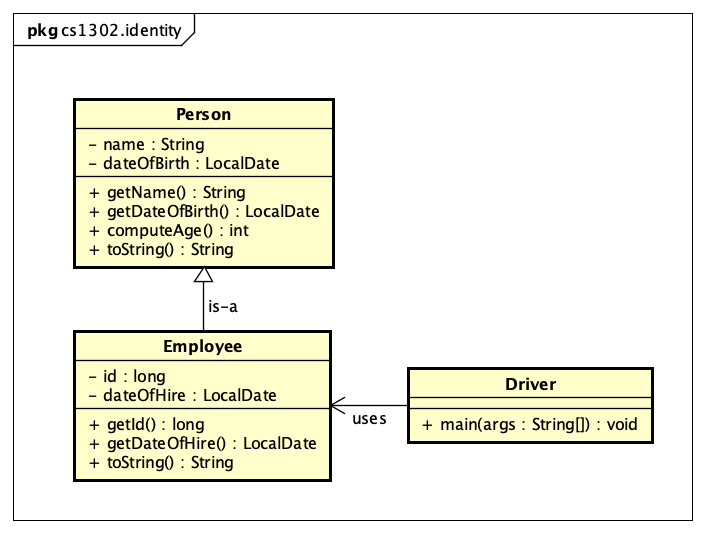 pkg cs1302.identity
Person
- name : String
- dateOfBirth : LocalDate
+ getName() : String
+ getDateOfBirth() : LocalDate
+ computeAge() : int
+ toString() : String
is-a
Employee
- id : long
- dateOfHire : LocalDate
+ getId() : long
+ getDateOfHire() : LocalDate
+ toString() : String
uses
Driver
+ main(args : String[]) : void